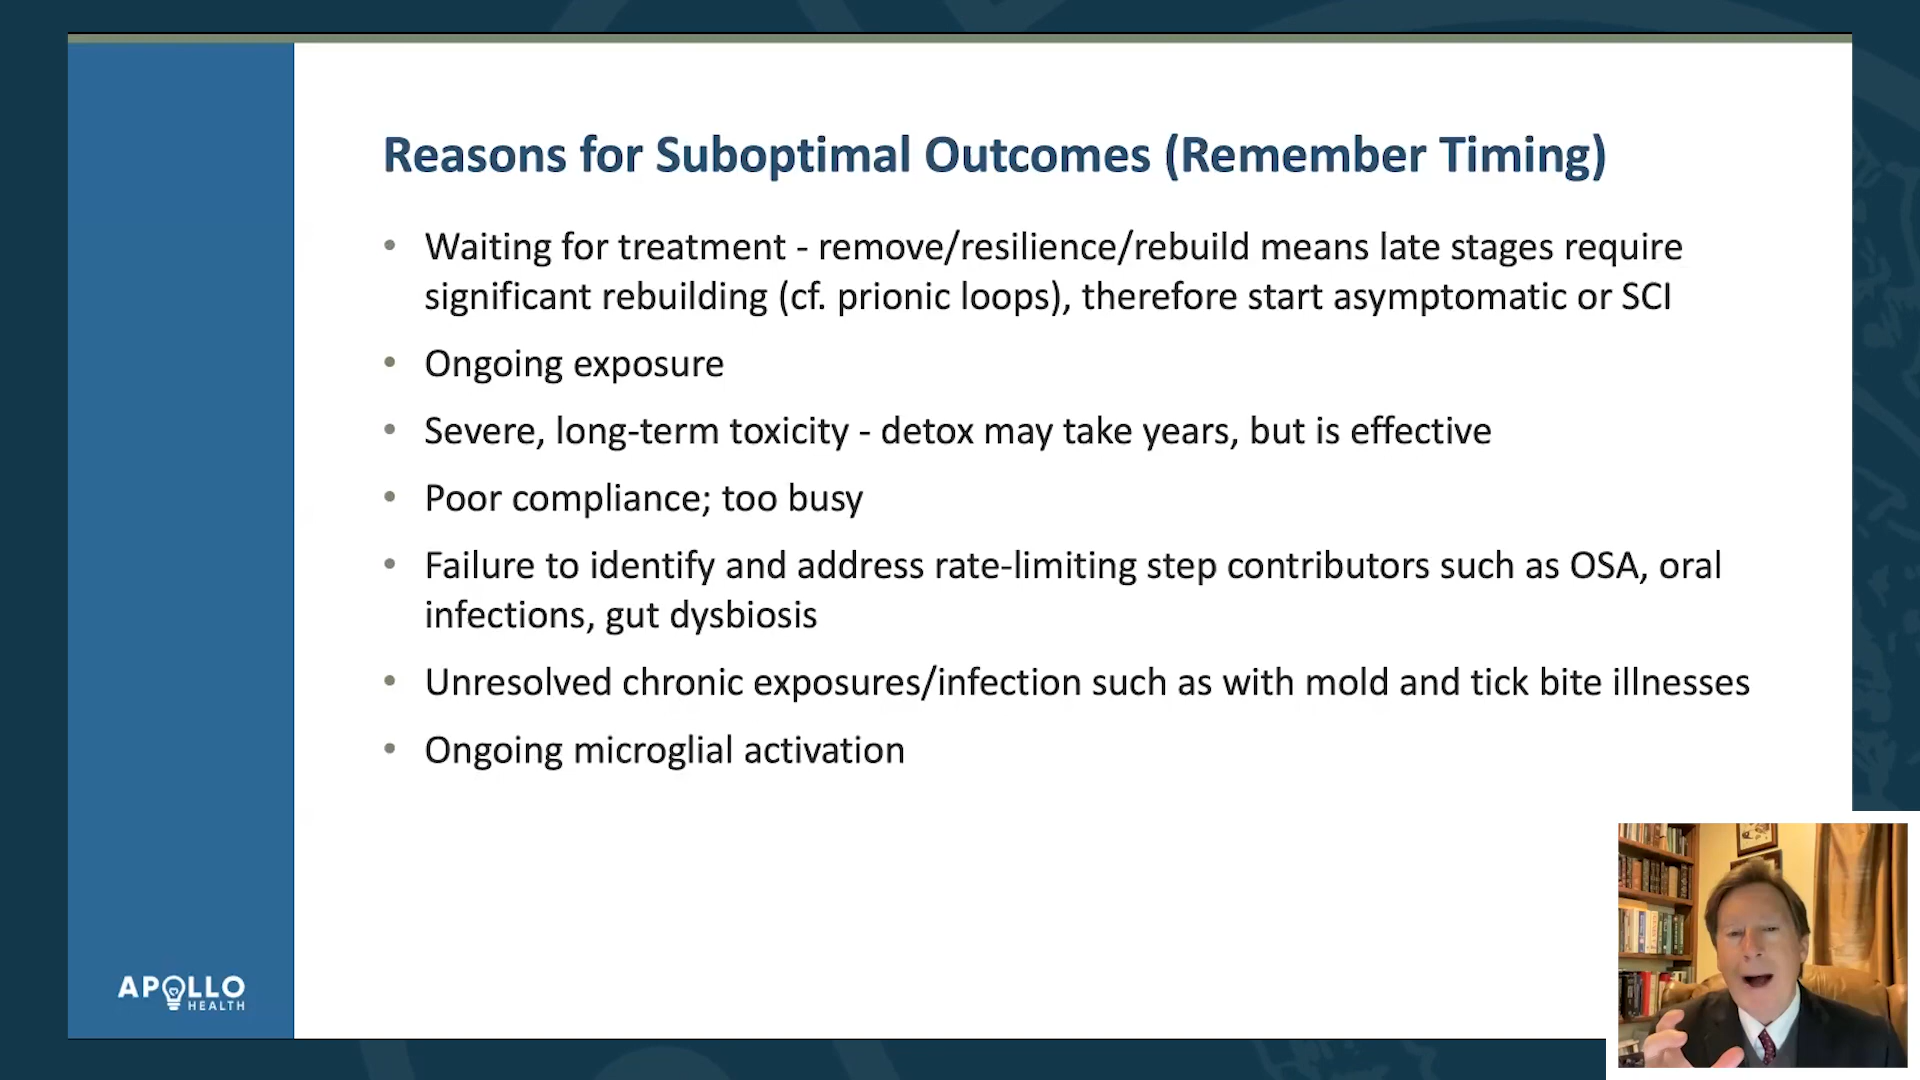 Reasons for Suboptimal Outcomes (Remember Timing)
• Waiting for treatment - remove/resilience/rebuild means late stages require
significant rebuilding (cf. prionic loops), therefore start asymptomatic or SCI
• Ongoing exposure
• Severe, long-term toxicity - detox may take years, but is effective
• Poor compliance; too busy
• Failure to identify and address rate-limiting step contributors such as OSA, oral
infections, gut dysbiosis
• Unresolved chronic exposures/infection such as with mold and tick bite illnesses
• Ongoing microglial activation
APOLLO
HEALTH